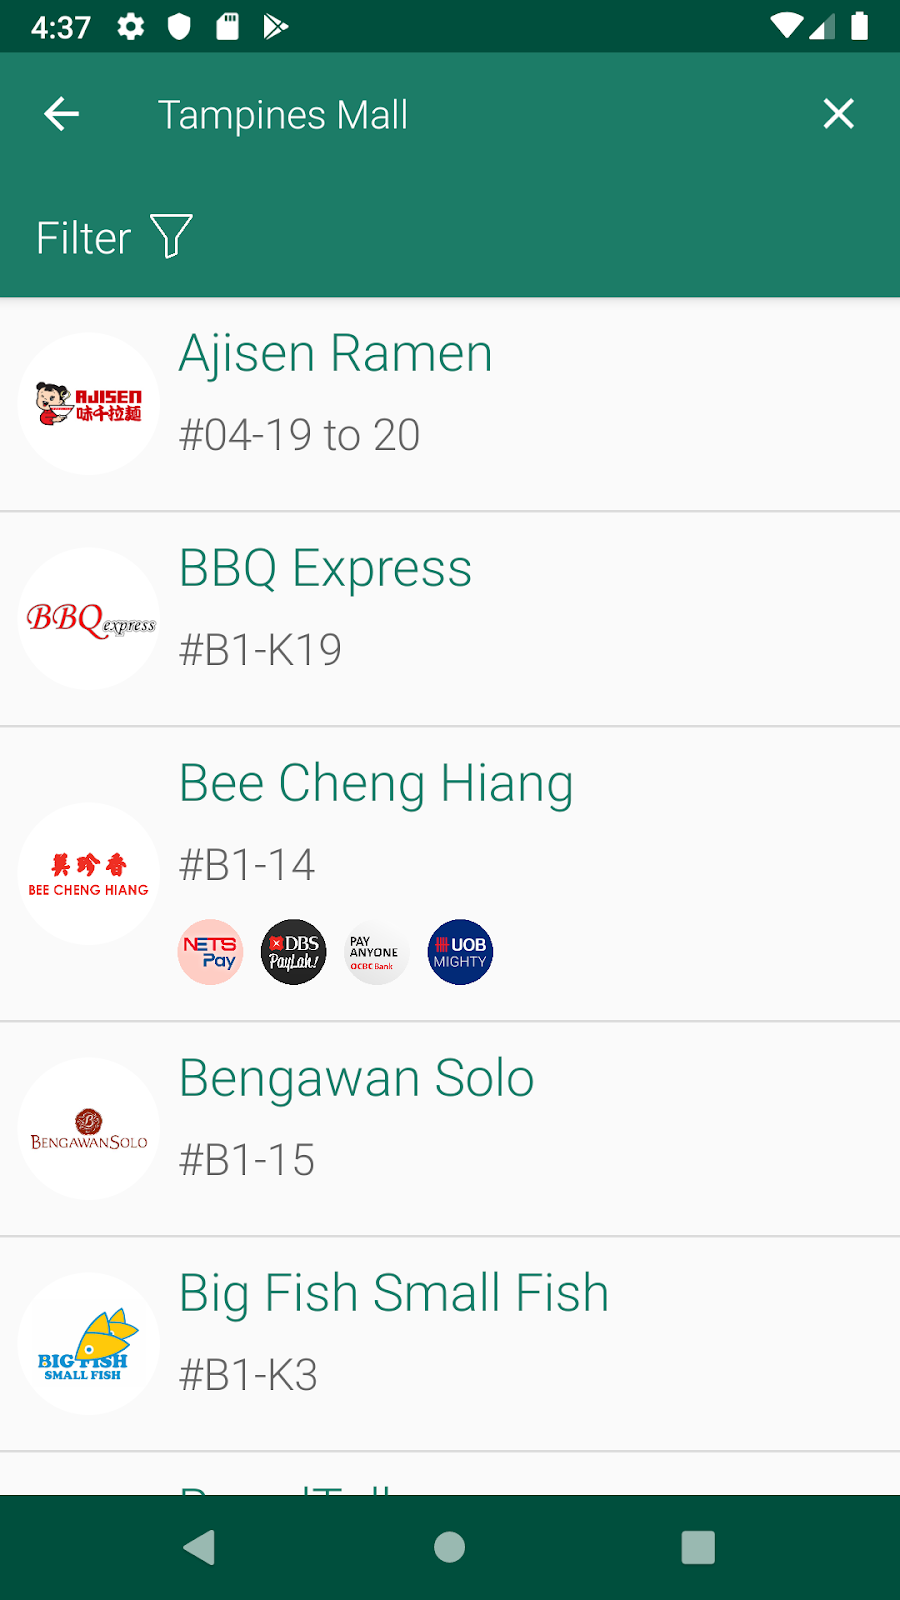 4:37
Tampines Mall
Filter
Ajisen Ramen
AJISEN
味千拉麺
#04-19 to 20
BBQ Express
BBQ express
#B1-K19
Bee Cheng Hiang
美珍香
BEE CHENG HIANG
#B1-14
NETS
Pay
DBS
PayLah!
PAY
ANYONE
OCBC Bank
UOB
MIGHTY
Bengawan Solo
BENGAWAN SOLO
#B1-15
Big Fish Small Fish
BIG FISH
SMALL FISH
#B1-K3